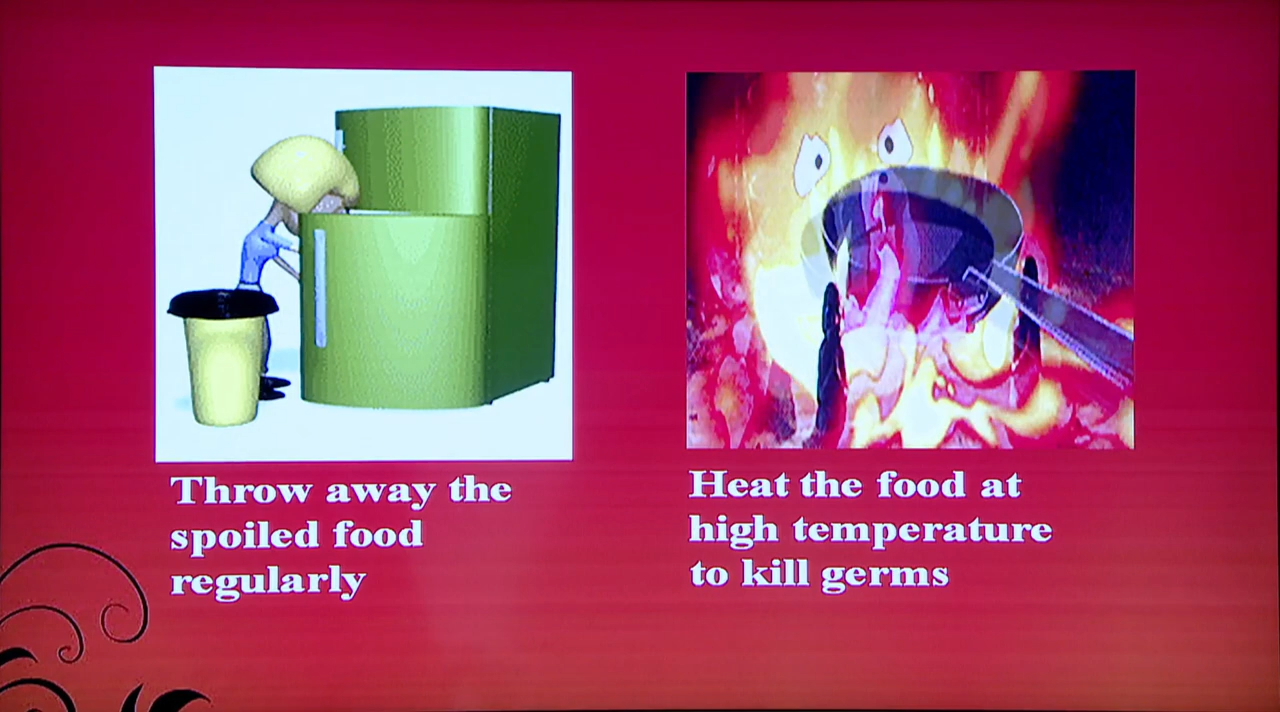 Throw away the
spoiled food
regularly
Heat the food at
high temperature
to kill germs